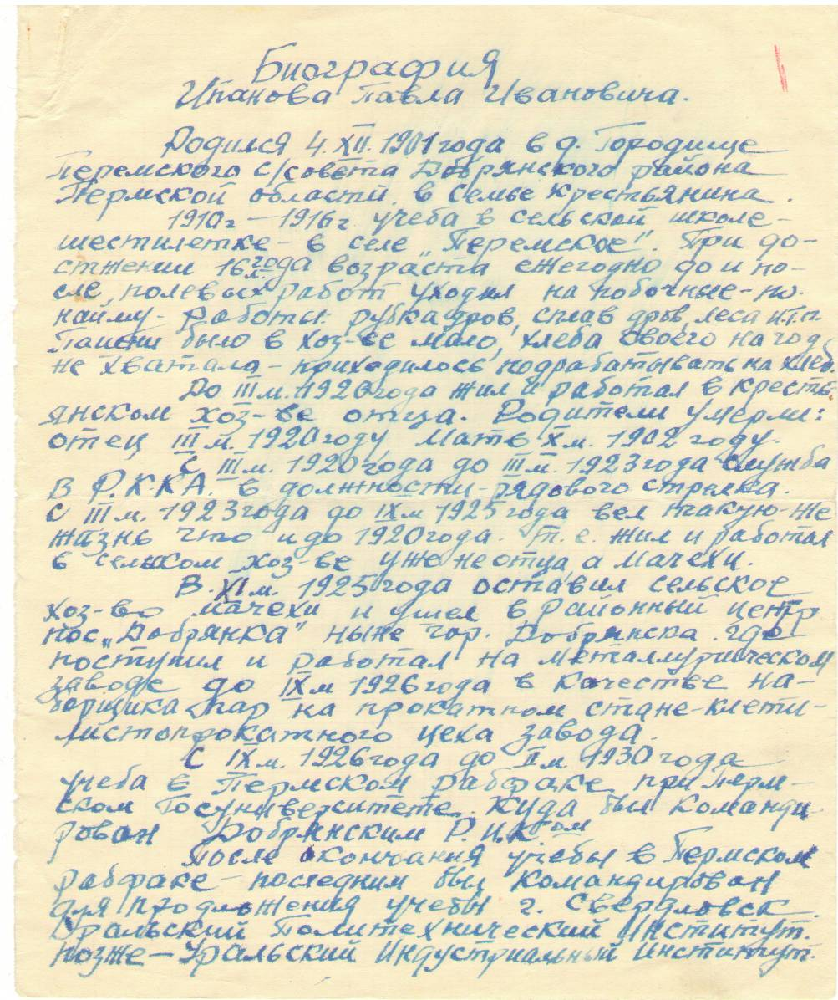 Биография
Ипанова Павла Ивановича.
Родился 4.XII.1901 года в д. Городище
Перемского с/совета Добрянского района
Пермской области, в семье крестьянина.
1910г – 1916г учеба в сельской школе-
шестилетке – в селе „Перемское". При до-
стжении 16 л. года возраста ежегодно до и по-
сле полевых работ уходил на побочные – по
найму – работы: рубка дров, сплав дров, леса и.т.п.
Пашни было в хоз-ве мало, хлеба своего на год
не хватала – приходилось подрабатывать на хлеб.
До III м. 1920 года жил и работал в кресть
янском хоз-ве отца. Родители умерли:
отец III м. 1920 году, мать X м. 1902 году.
С III м. 1920 года до III м. 1923 года служба
в Р.К.К.А. в должности – рядового стрелка.
С III м. 1923 года до IX м 1925 года вел такую-же
жизнь что и до 1920 года. т. е. жил и работал
в сельском хоз-ве уже не отца, а мачехи.
В XI м. 1925 года оставил сельское
хоз-во мачехи и ушел в районный центр
пос „Добрянка" ныне гор. Добрянска где
поступил и работал на металлургическом
заводе до IX м 1926 года в качестве на-
борщика пар на прокатном стане-клети-
листопрокатного цеха завода.
С IX м. 1926 года до II м. 1930 года
учеба в Пермском рабфаке при Перм-
ском Госуниверситете, куда был команди
рован Добрянским Р.И.К ом
После окончания учебы в Пермском
рабфаке – последним был командирован
для продолжения учебы г. Свердловск
Уральский Политехнический Институт.
позже – Уральский Индустриальный институт.